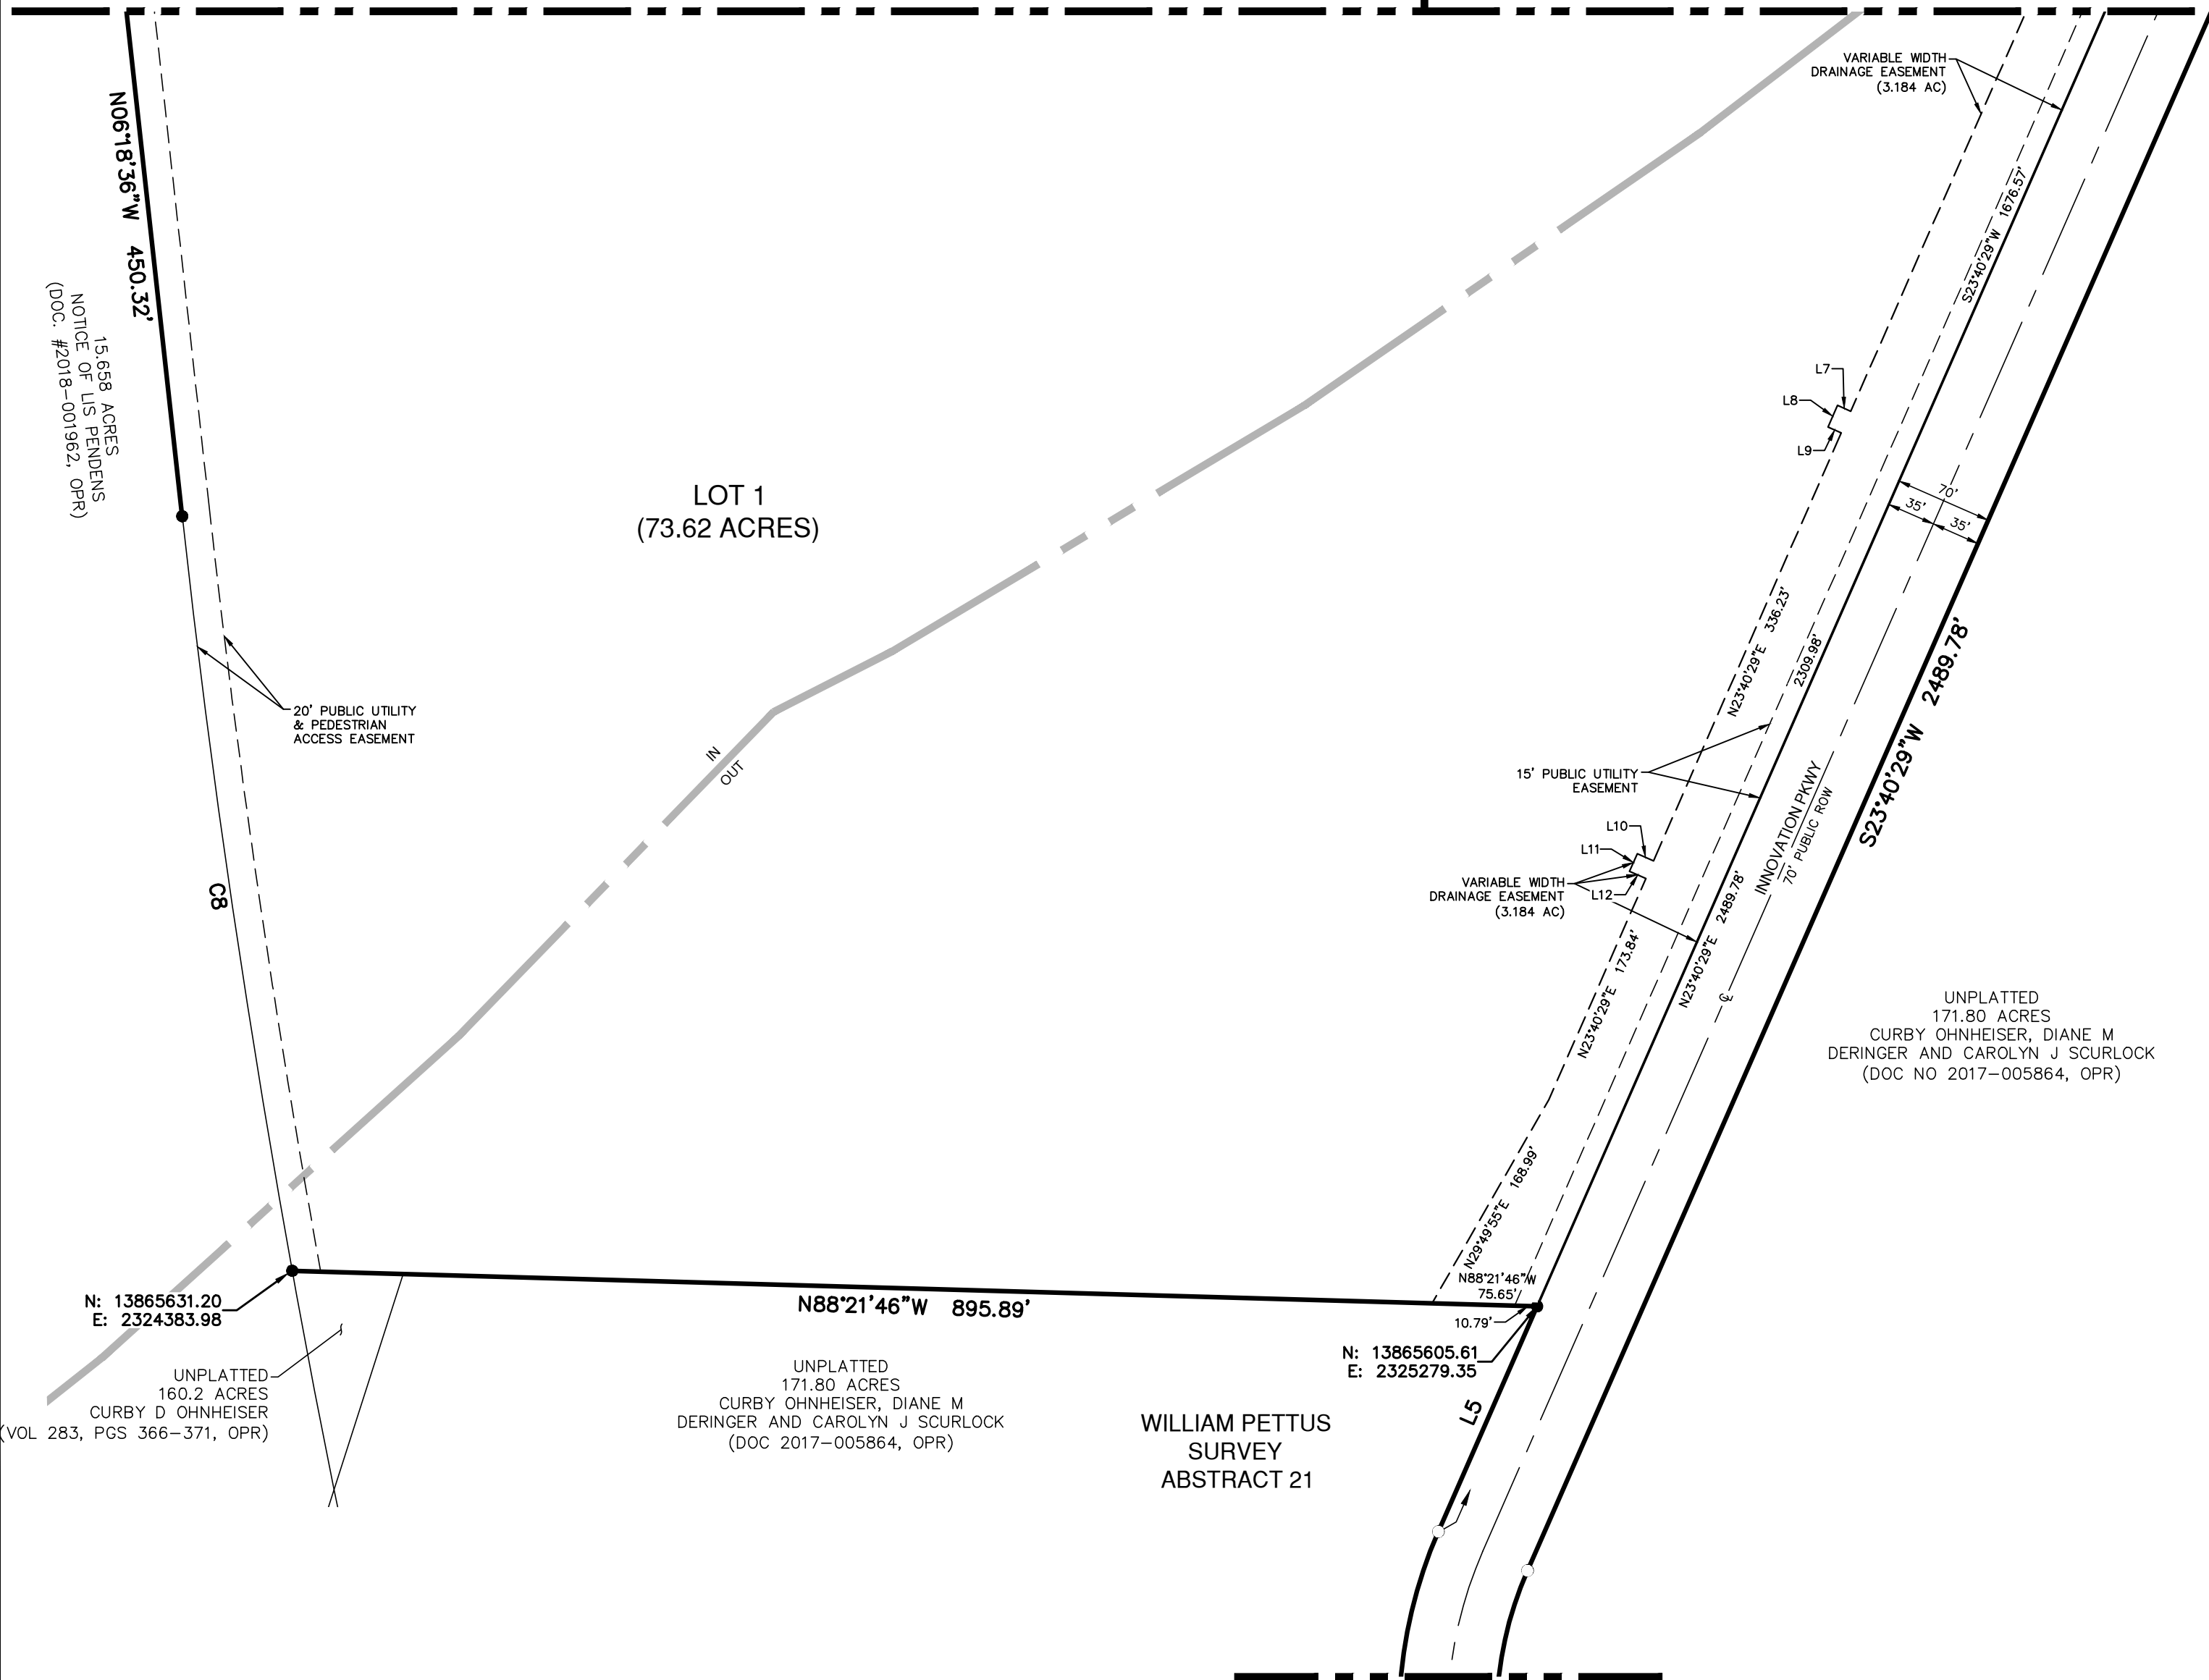 VARIABLE WIDTH
DRAINAGE EASEMENT
(3.184 AC)
N06°18'36"W 450.32'
15.658 ACRES
NOTICE OF LIS PENDENS
(DOC. #2018-001962, OPR)
S23°40'29"W 1676.57'
L7
L8
L9
LOT 1
(73.62 ACRES)
70'
35'
35'
N23°40'29"E 336.23'
2309.98'
S23°40'29"W 2489.78'
20' PUBLIC UTILITY
& PEDESTRIAN
ACCESS EASEMENT
IN
OUT
15' PUBLIC UTILITY
EASEMENT
INNOVATION PKWY
70' PUBLIC ROW
L10
L11
L12
VARIABLE WIDTH
DRAINAGE EASEMENT
(3.184 AC)
C8
N23°40'29"E 2489.78'
N23°40'29"E 173.84'
℄
UNPLATTED
171.80 ACRES
CURBY OHNHEISER, DIANE M
DERINGER AND CAROLYN J SCURLOCK
(DOC NO 2017-005864, OPR)
N29°49'55"E 168.99'
N88°21'46"W
75.65'
10.79'
N: 13865631.20
E: 2324383.98
N88°21'46"W 895.89'
N: 13865605.61
E: 2325279.35
UNPLATTED
160.2 ACRES
CURBY D OHNHEISER
(VOL 283, PGS 366-371, OPR)
UNPLATTED
171.80 ACRES
CURBY OHNHEISER, DIANE M
DERINGER AND CAROLYN J SCURLOCK
(DOC 2017-005864, OPR)
WILLIAM PETTUS
SURVEY
ABSTRACT 21
L5